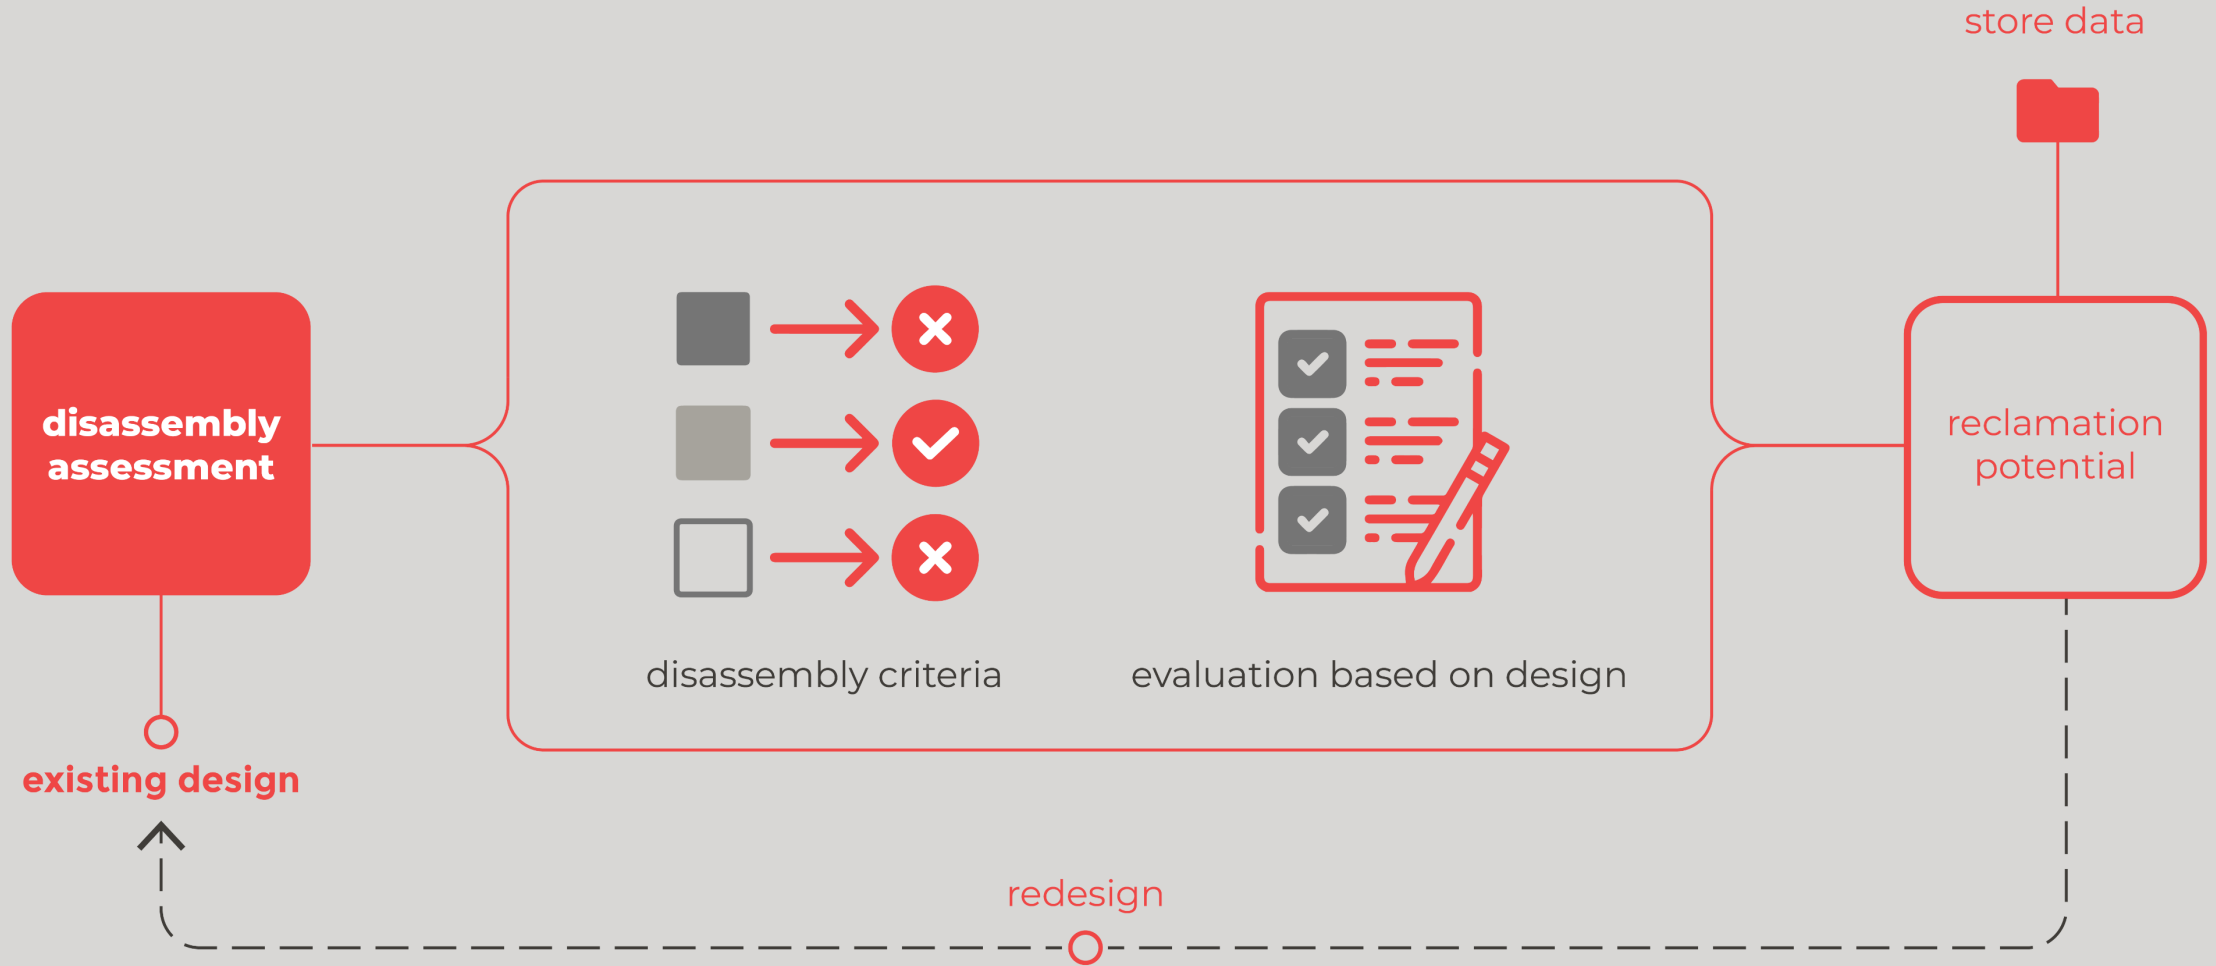 store data
disassembly
assessment
reclamation
potential
disassembly criteria
evaluation based on design
existing design
redesign